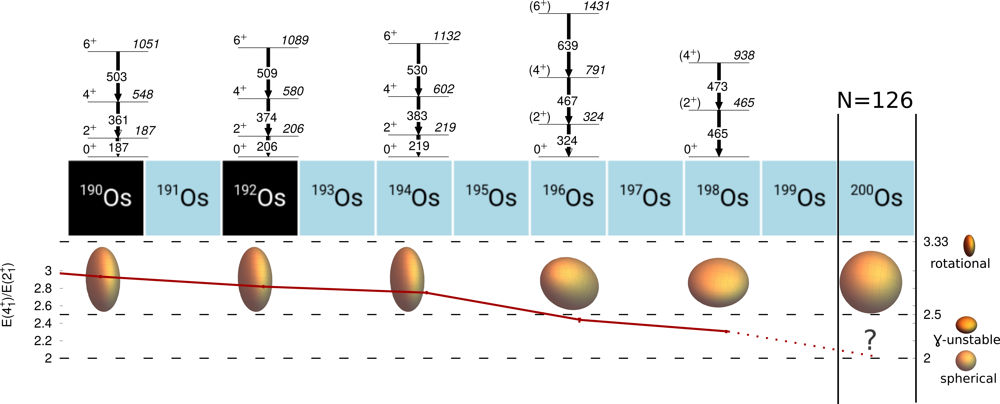 (6⁺) 1431
6⁺ 1051
6⁺ 1089
6⁺ 1132
639
(4⁺) 938
503
509
530
(4⁺) 791
473
4⁺ 548
4⁺ 580
4⁺ 602
467
(2⁺) 465
N=126
361
374
383
(2⁺) 324
465
2⁺ 187
2⁺ 206
2⁺ 219
324
0⁺ 187
0⁺ 206
0⁺ 219
0⁺
0⁺
¹⁹⁰Os
¹⁹¹Os
¹⁹²Os
¹⁹³Os
¹⁹⁴Os
¹⁹⁵Os
¹⁹⁶Os
¹⁹⁷Os
¹⁹⁸Os
¹⁹⁹Os
²⁰⁰Os
E(4₁⁺)/E(2₁⁺)
3
2.8
2.6
2.4
2.2
2
?
3.33
rotational
2.5
γ-unstable
2
spherical